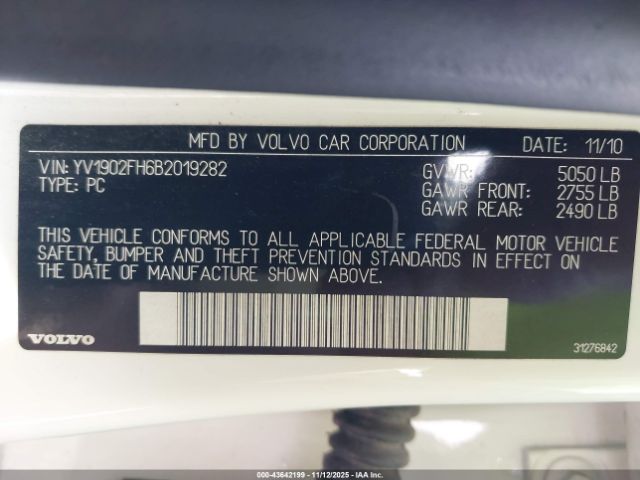 MFD BY VOLVO CAR CORPORATION DATE: 11/10
VIN: YV1902FH6B2019282 GVWR: 5050 LB
TYPE: PC GAWR FRONT: 2755 LB
GAWR REAR: 2490 LB
THIS VEHICLE CONFORMS TO ALL APPLICABLE FEDERAL MOTOR VEHICLE
SAFETY, BUMPER AND THEFT PREVENTION STANDARDS IN EFFECT ON
THE DATE OF MANUFACTURE SHOWN ABOVE.
VOLVO 31276842
000-43642199 - 11/12/2025 - IAA Inc.